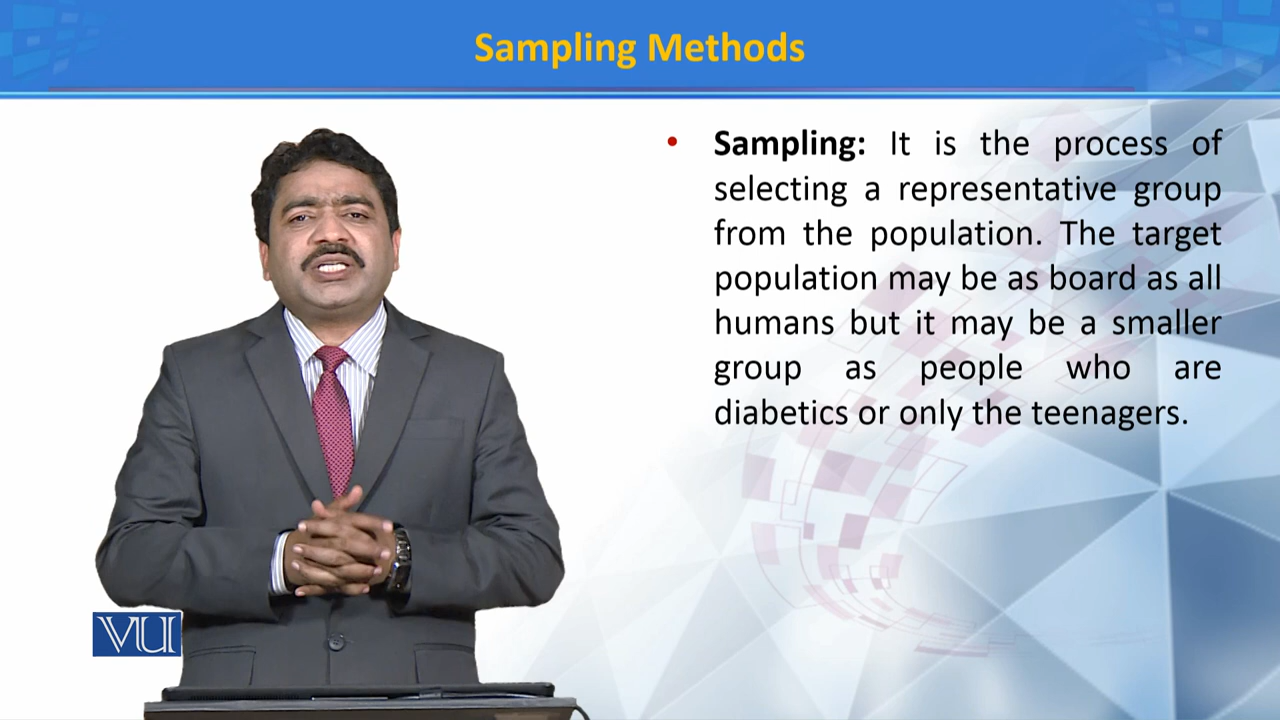 Sampling Methods
• Sampling: It is the process of
selecting a representative group
from the population. The target
population may be as board as all
humans but it may be a smaller
group as people who are
diabetics or only the teenagers.
VU